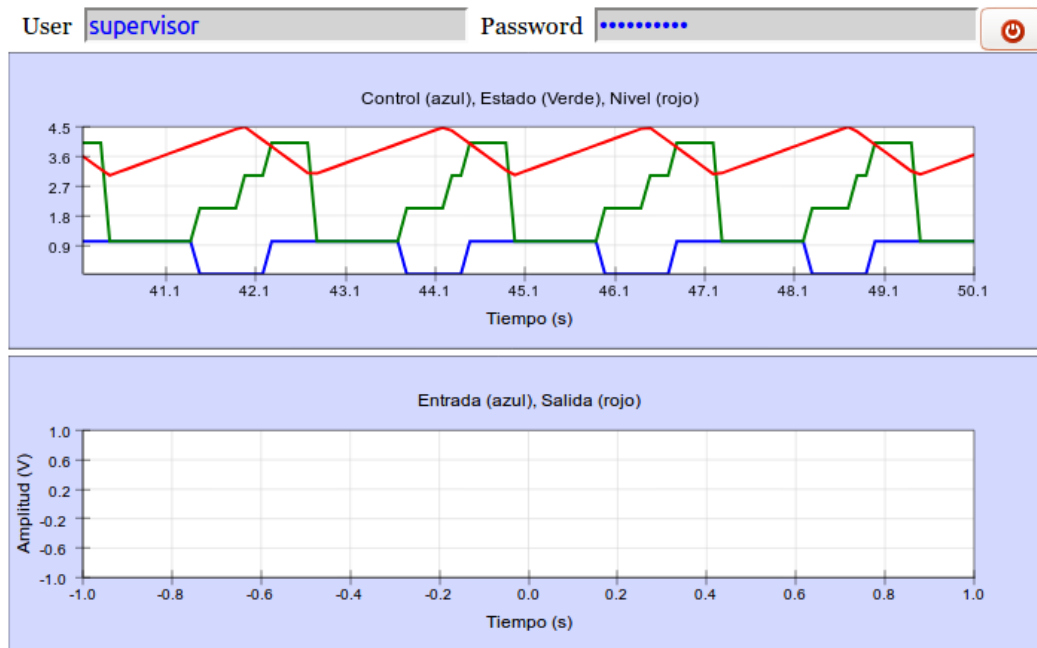 User supervisor Password ••••••••••
Control (azul), Estado (Verde), Nivel (rojo)
4.5
3.6
2.7
1.8
0.9
41.1 42.1 43.1 44.1 45.1 46.1 47.1 48.1 49.1 50.1
Tiempo (s)
Entrada (azul), Salida (rojo)
Amplitud (V)
1.0
0.6
0.2
-0.2
-0.6
-1.0
-1.0 -0.8 -0.6 -0.4 -0.2 0.0 0.2 0.4 0.6 0.8 1.0
Tiempo (s)